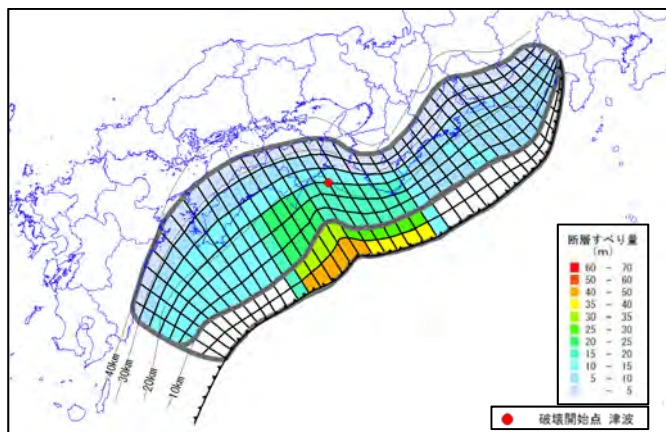 断層すべり量
(m)
60 － 70
50 － 60
40 － 50
35 － 40
30 － 35
25 － 30
20 － 25
15 － 20
10 － 15
5 － 10
－ 5
-40km
-30km
-20km
-10km
破壊開始点 津波